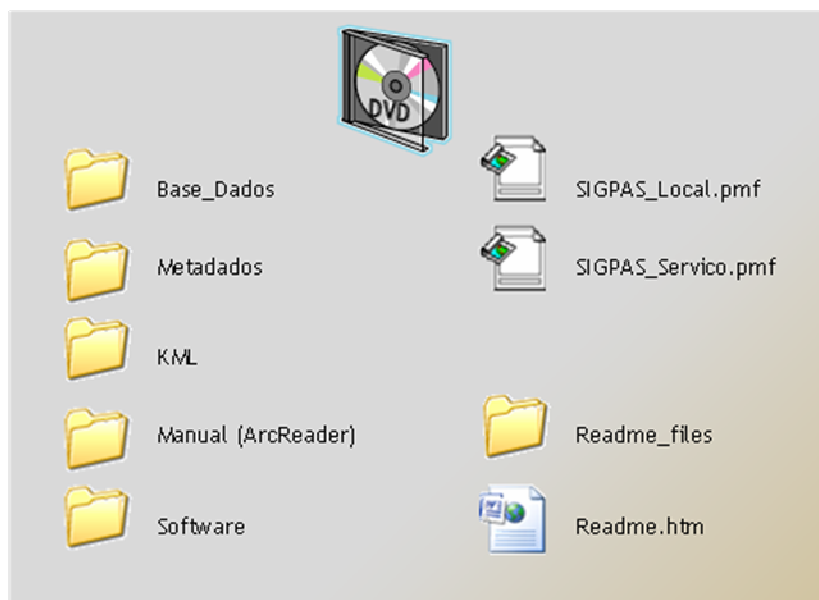 DVD
Base_Dados
SIGPAS_Local.pmf
Metadados
SIGPAS_Servico.pmf
KML
Manual (ArcReader)
Readme_files
Software
Readme.htm